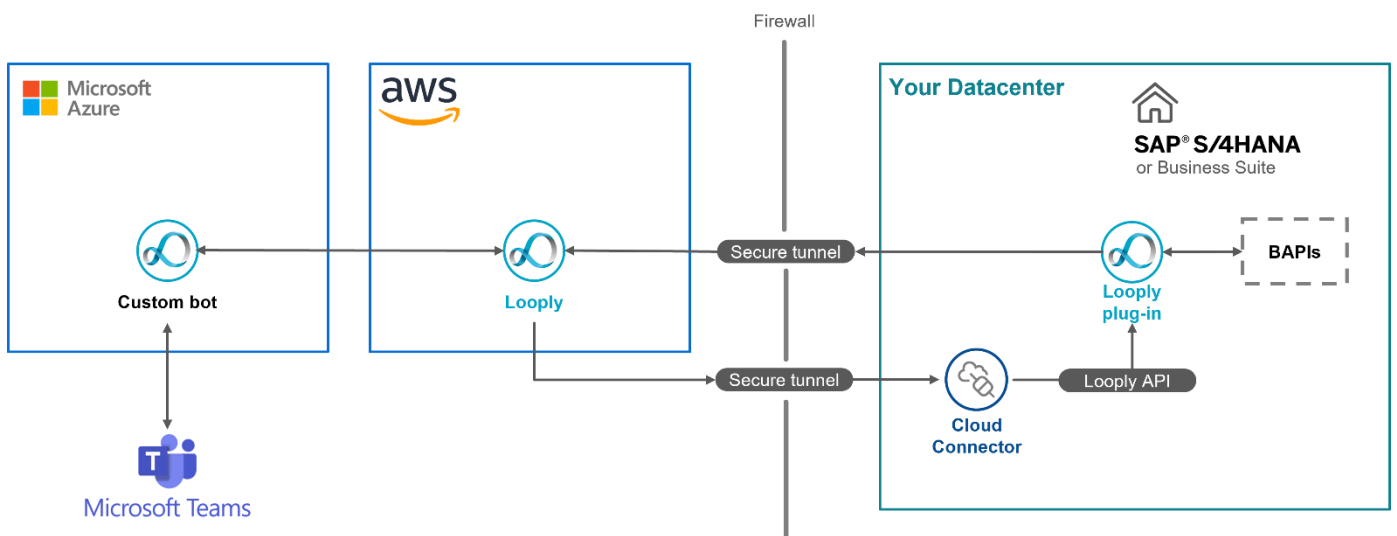 Firewall
Microsoft
Azure
aws
Your Datacenter
SAP® S/4HANA
or Business Suite
Secure tunnel
BAPIs
Custom bot
Looply
Looply
plug-in
Secure tunnel
Looply API
Cloud
Connector
T
Microsoft Teams